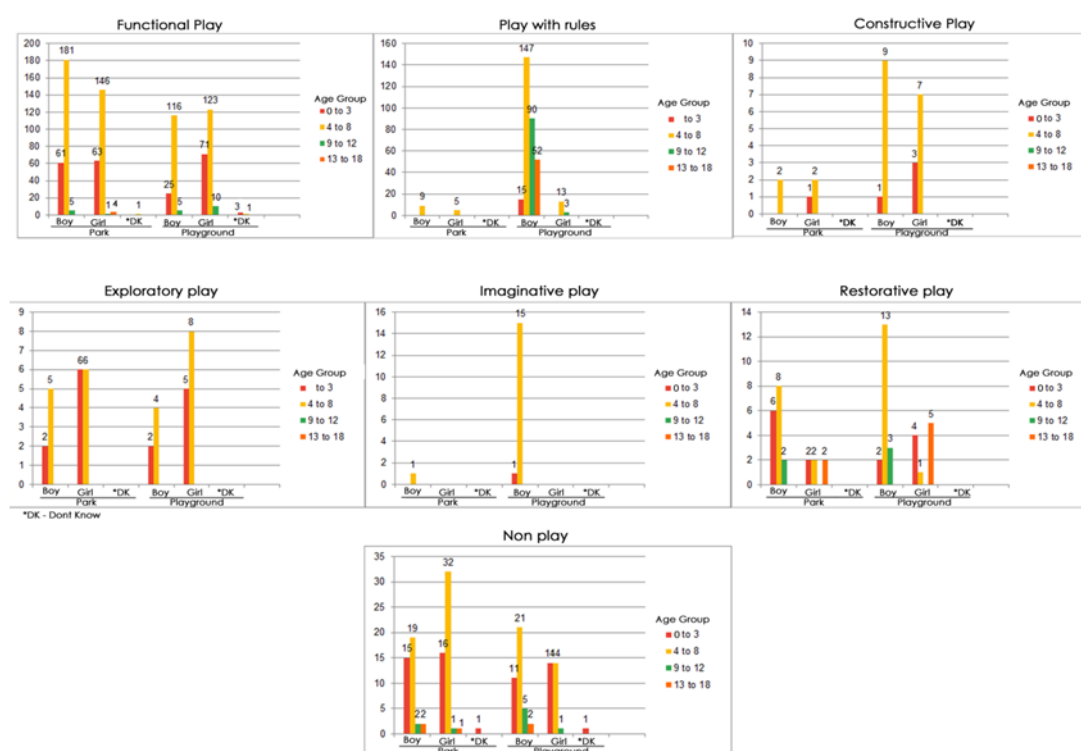 Functional Play
200
180
160
140
120
100
80
60
40
20
0
181
146
116
123
61
63
25
71
5
1
4
1
5
10
3
1
Age Group
0 to 3
4 to 8
9 to 12
13 to 18
Boy Girl *DK Boy Girl *DK
Park Playground
Play with rules
160
140
120
100
80
60
40
20
0
9
5
15
147
90
52
13
3
Age Group
to 3
4 to 8
9 to 12
13 to 18
Boy Girl *DK Boy Girl *DK
Park Playground
Constructive Play
10
9
8
7
6
5
4
3
2
1
0
2
1
2
1
9
3
7
Age Group
0 to 3
4 to 8
9 to 12
13 to 18
Boy Girl *DK Boy Girl *DK
Park Playground
Exploratory play
9
8
7
6
5
4
3
2
1
0
2
5
66
2
4
5
8
Age Group
to 3
4 to 8
9 to 12
13 to 18
Boy Girl *DK Boy Girl *DK
Park Playground
*DK - Dont Know
Imaginative play
16
14
12
10
8
6
4
2
0
1
1
15
Age Group
to 3
4 to 8
9 to 12
13 to 18
Boy Girl *DK Boy Girl *DK
Park Playground
Restorative play
14
12
10
8
6
4
2
0
6
8
2
22
2
2
13
3
4
1
5
Age Group
0 to 3
4 to 8
9 to 12
13 to 18
Boy Girl *DK Boy Girl *DK
Park Playground
Non play
35
30
25
20
15
10
5
0
15
19
22
16
32
1
1
1
11
21
5
2
14
14
1
1
Age Group
0 to 3
4 to 8
9 to 12
13 to 18
Boy Girl *DK Boy Girl *DK
Park Playground